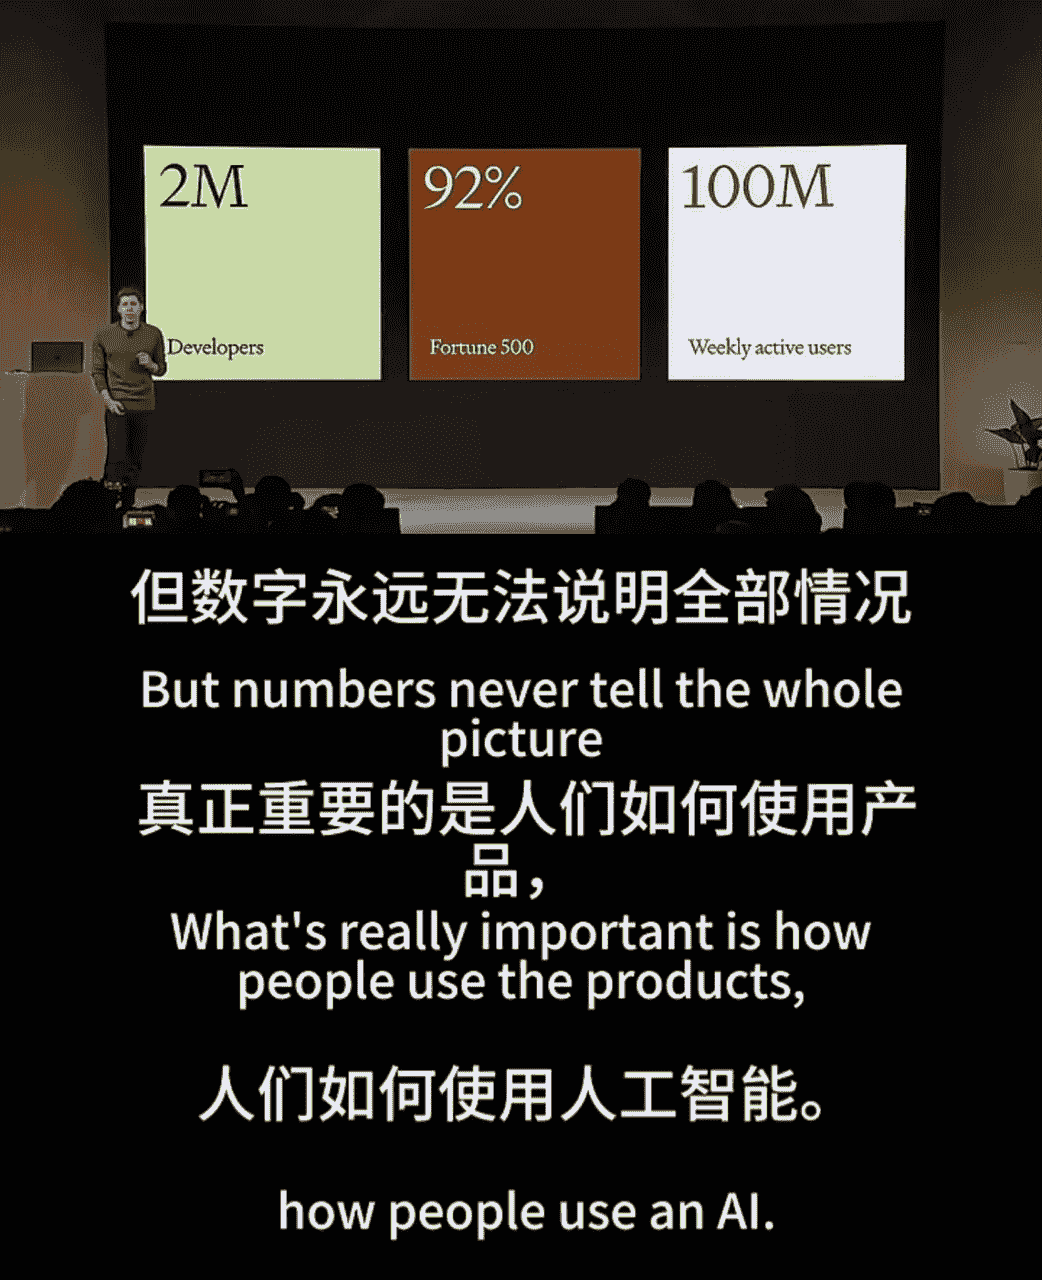 2M
92%
100M
Developers
Fortune 500
Weekly active users
但数字永远无法说明全部情况
But numbers never tell the whole
picture
真正重要的是人们如何使用产
品，
What's really important is how
people use the products,
人们如何使用人工智能。
how people use an AI.